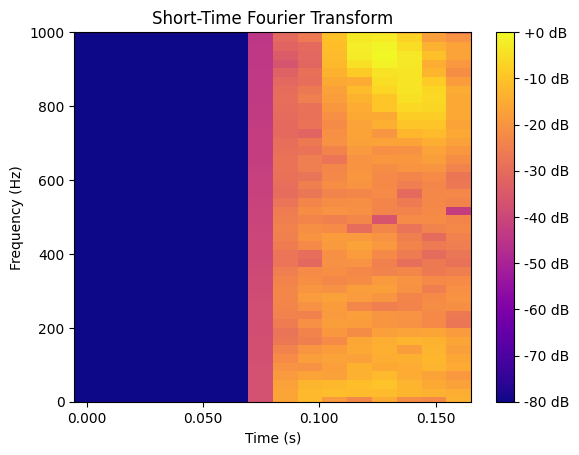 Short-Time Fourier Transform
Frequency (Hz)
1000
800
600
400
200
0
0.000
0.050
0.100
0.150
Time (s)
+0 dB
-10 dB
-20 dB
-30 dB
-40 dB
-50 dB
-60 dB
-70 dB
-80 dB